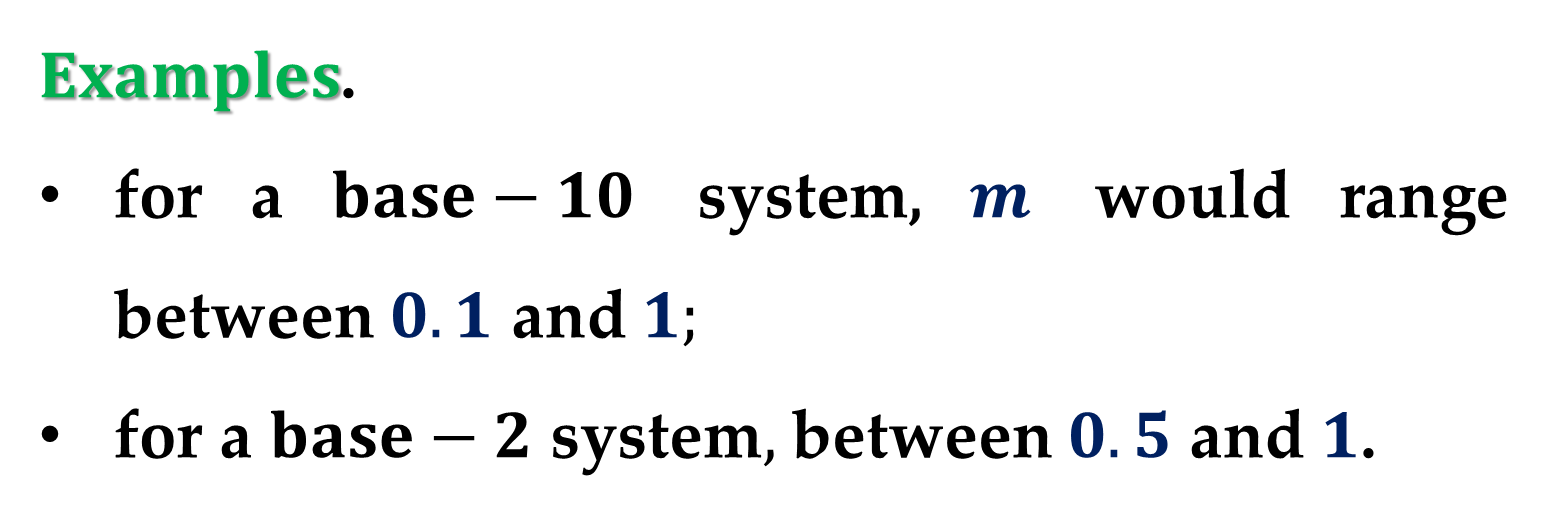 Examples.
• for a base – 10 system, m would range
between 0.1 and 1;
• for a base – 2 system, between 0.5 and 1.